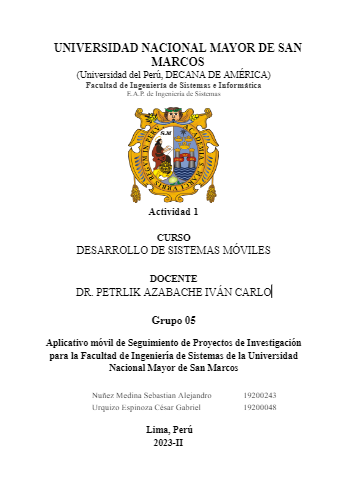 UNIVERSIDAD NACIONAL MAYOR DE SAN
MARCOS
(Universidad del Perú, DECANA DE AMÉRICA)
Facultad de Ingeniería de Sistemas e Informática
E.A.P. de Ingeniería de Sistemas
Actividad 1
CURSO
DESARROLLO DE SISTEMAS MÓVILES
DOCENTE
DR. PETRLIK AZABACHE IVÁN CARLO
Grupo 05
Aplicativo móvil de Seguimiento de Proyectos de Investigación
para la Facultad de Ingeniería de Sistemas de la Universidad
Nacional Mayor de San Marcos
Nuñez Medina Sebastian Alejandro 19200243
Urquizo Espinoza César Gabriel 19200048
Lima, Perú
2023-II